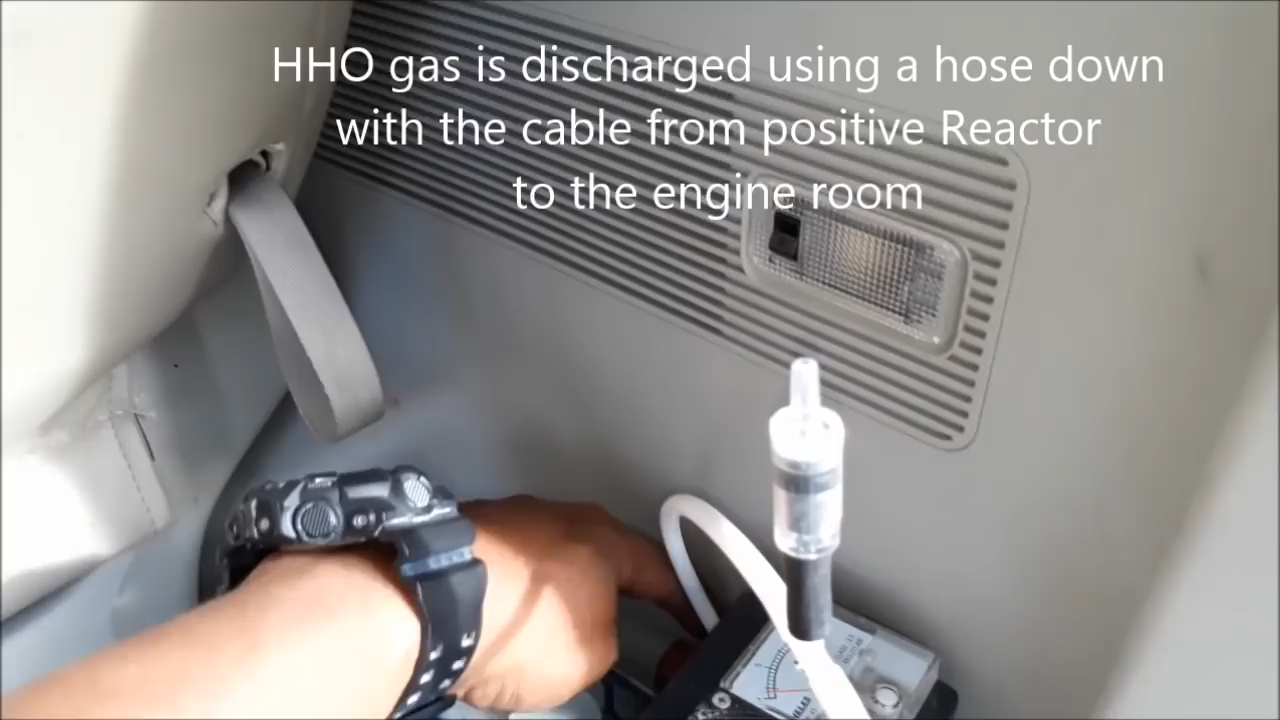 HHO gas is discharged using a hose down
with the cable from positive Reactor
to the engine room